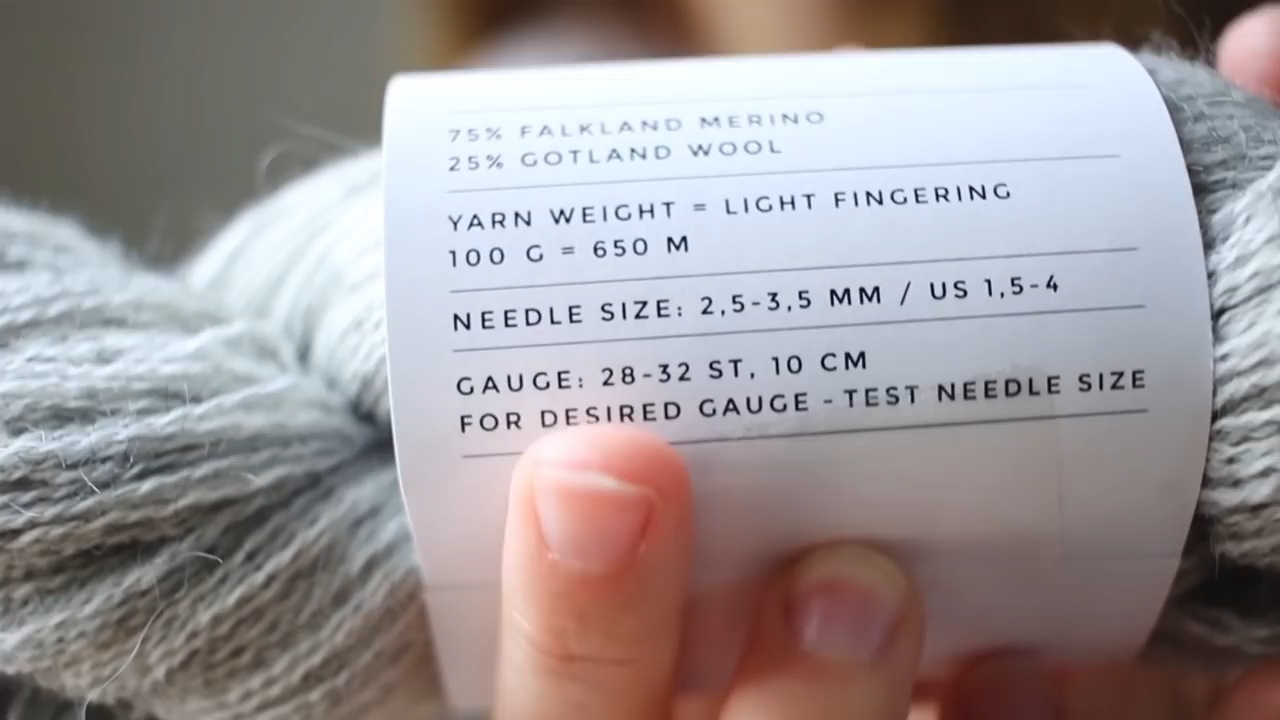 75% FALKLAND MERINO
25% GOTLAND WOOL
YARN WEIGHT = LIGHT FINGERING
100 G = 650 M
NEEDLE SIZE: 2,5-3,5 MM / US 1,5-4
GAUGE: 28-32 ST, 10 CM
FOR DESIRED GAUGE - TEST NEEDLE SIZE